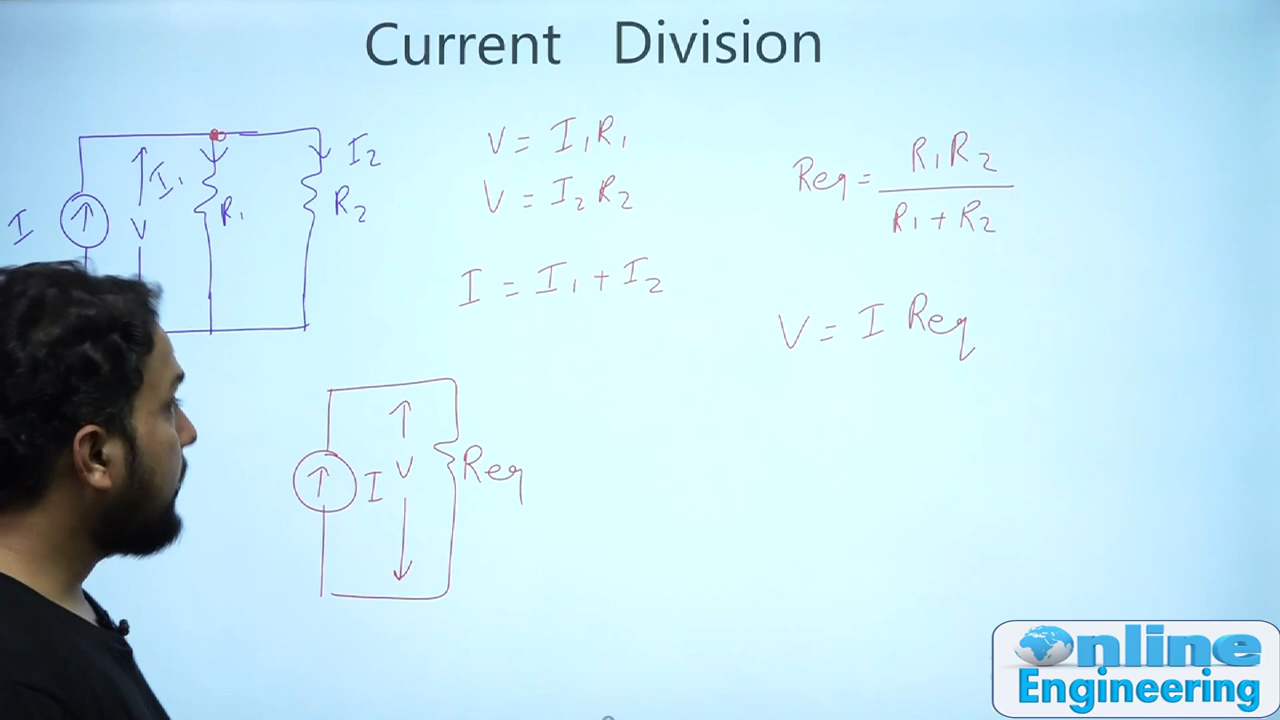 Current Division
I
V
I₁
R₁
I₂
R₂
V = I₁R₁
V = I₂R₂
I = I₁ + I₂
Req = R₁R₂ / R₁ + R₂
V = I Req
I
V
Req
Online
Engineering